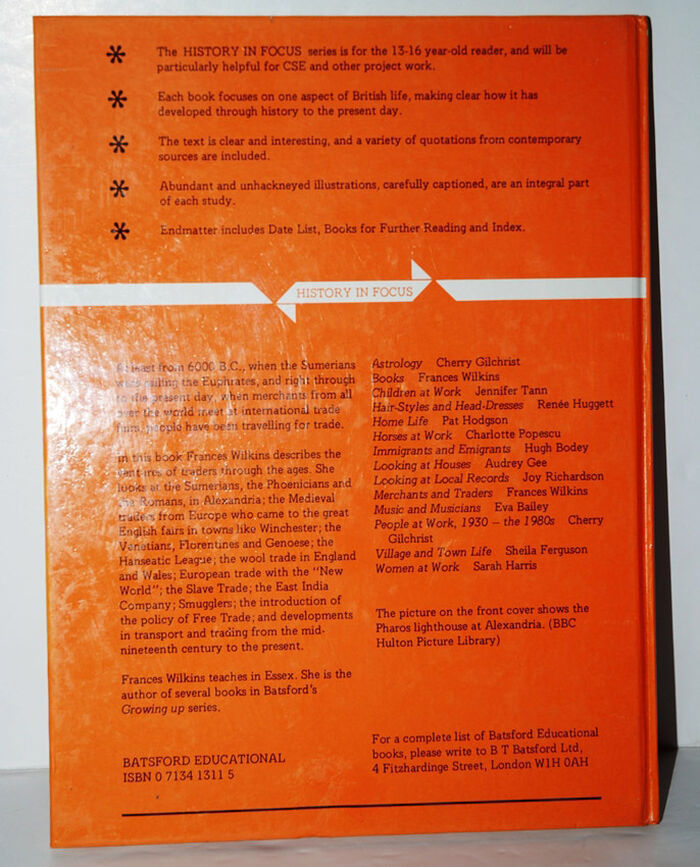 * The HISTORY IN FOCUS series is for the 13-16 year-old reader, and will be
particularly helpful for CSE and other project work.
* Each book focuses on one aspect of British life, making clear how it has
developed through history to the present day.
* The text is clear and interesting, and a variety of quotations from contemporary
sources are included.
* Abundant and unhackneyed illustrations, carefully captioned, are an integral part
of each study.
* Endmatter includes Date List, Books for Further Reading and Index.
HISTORY IN FOCUS
At least from 6000 B.C., when the Sumerians
were sailing the Euphrates, and right through
to the present day, when merchants from all
over the world meet at international trade
fairs, people have been travelling for trade.
In this book Frances Wilkins describes the
ventures of traders through the ages. She
looks at the Sumerians, the Phoenicians and
the Romans, in Alexandria; the Medieval
traders from Europe who came to the great
English fairs in towns like Winchester; the
Venetians, Florentines and Genoese; the
Hanseatic League; the wool trade in England
and Wales; European trade with the "New
World"; the Slave Trade; the East India
Company; Smugglers; the introduction of
the policy of Free Trade; and developments
in transport and trading from the mid-
nineteenth century to the present.
Frances Wilkins teaches in Essex. She is the
author of several books in Batsford's
Growing up series.
BATSFORD EDUCATIONAL
ISBN 0 7134 1311 5
Astrology Cherry Gilchrist
Books Frances Wilkins
Children at Work Jennifer Tann
Hair-Styles and Head-Dresses Renée Huggett
Home Life Pat Hodgson
Horses at Work Charlotte Popescu
Immigrants and Emigrants Hugh Bodey
Looking at Houses Audrey Gee
Looking at Local Records Joy Richardson
Merchants and Traders Frances Wilkins
Music and Musicians Eva Bailey
People at Work, 1930 – the 1980s Cherry
Gilchrist
Village and Town Life Sheila Ferguson
Women at Work Sarah Harris
The picture on the front cover shows the
Pharos lighthouse at Alexandria. (BBC
Hulton Picture Library)
For a complete list of Batsford Educational
books, please write to B T Batsford Ltd,
4 Fitzhardinge Street, London W1H 0AH